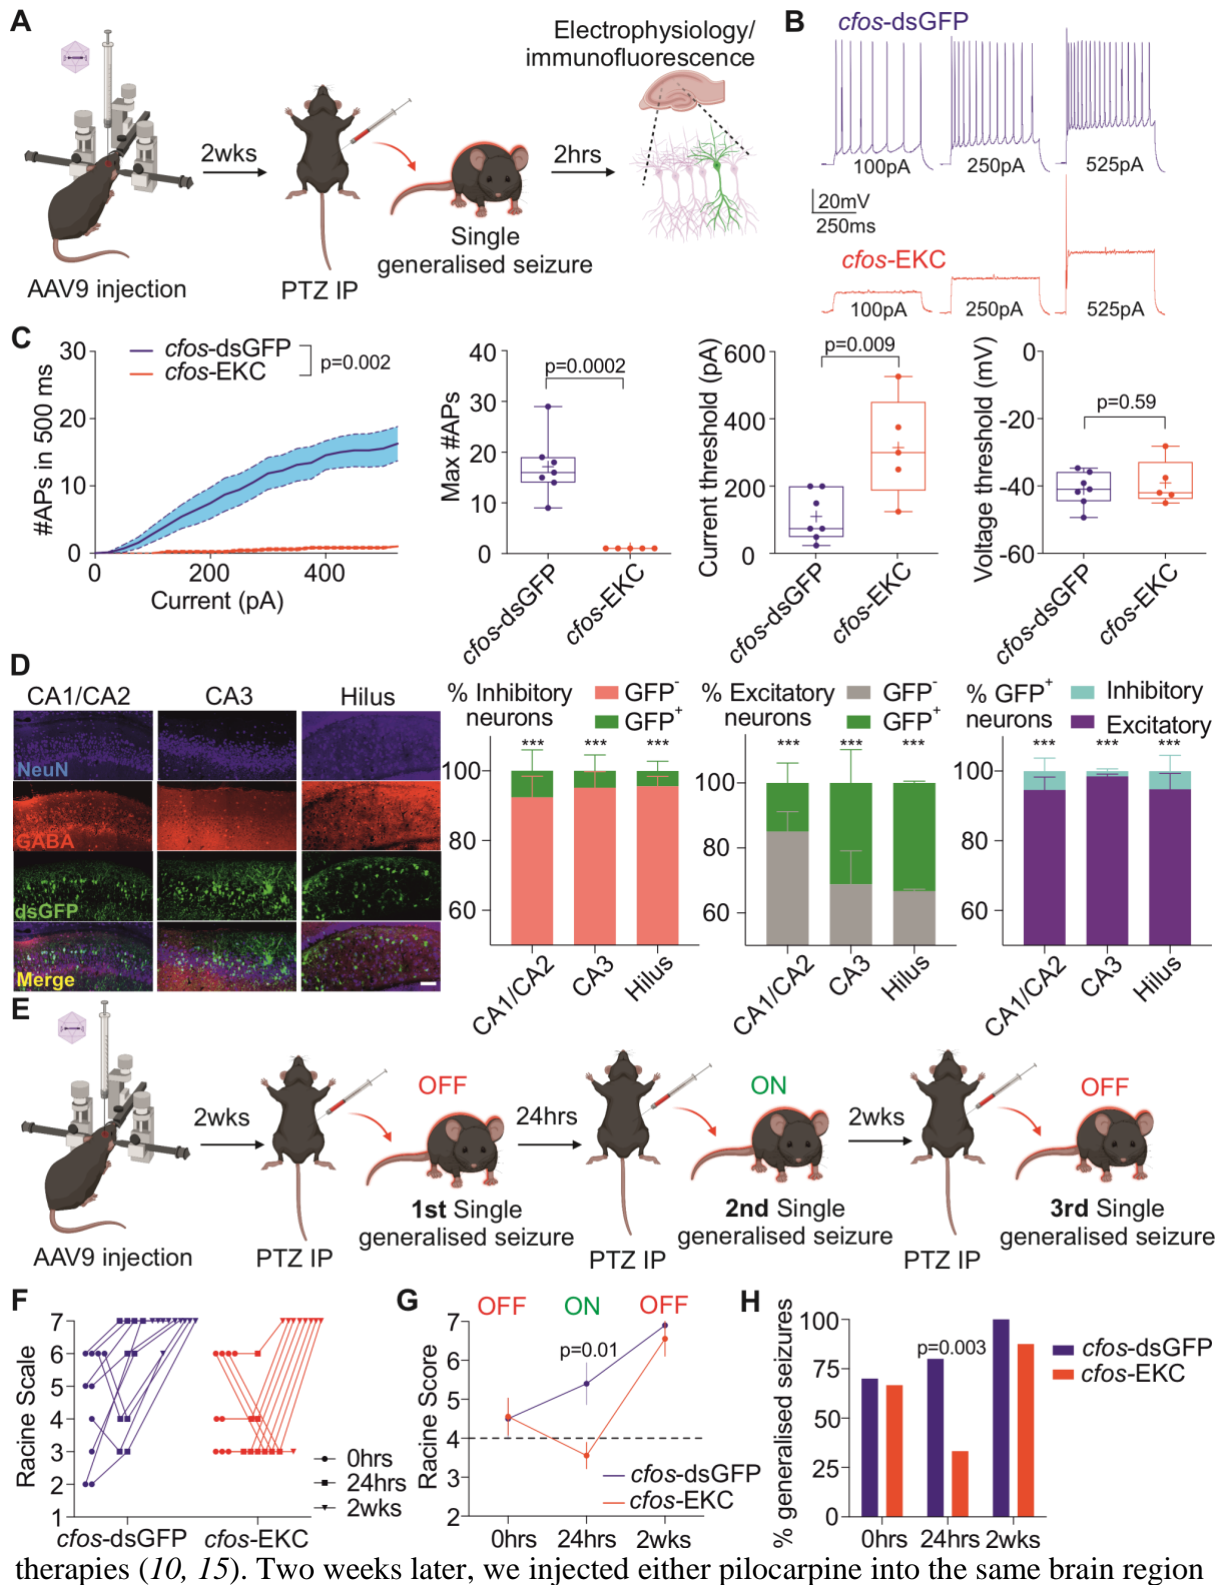 A
Electrophysiology/
immunofluorescence
2wks
2hrs
AAV9 injection
PTZ IP
Single
generalised seizure
B
cfos-dsGFP
100pA
250pA
525pA
20mV
250ms
cfos-EKC
100pA
250pA
525pA
C
#APs in 500 ms
30
20
10
0
0
200
400
Current (pA)
cfos-dsGFP
cfos-EKC
p=0.002
Max #APs
40
30
20
10
0
p=0.0002
cfos-dsGFP
cfos-EKC
Current threshold (pA)
600
400
200
0
p=0.009
cfos-dsGFP
cfos-EKC
Voltage threshold (mV)
0
-20
-40
-60
p=0.59
cfos-dsGFP
cfos-EKC
D
CA1/CA2
CA3
Hilus
NeuN
GABA
dsGFP
Merge
% Inhibitory
neurons
GFP-
GFP+
*** *** ***
100
80
60
CA1/CA2
CA3
Hilus
% Excitatory
neurons
GFP-
GFP+
*** *** ***
100
80
60
CA1/CA2
CA3
Hilus
% GFP+
neurons
Inhibitory
Excitatory
*** *** ***
100
80
60
CA1/CA2
CA3
Hilus
E
AAV9 injection
2wks
PTZ IP
OFF
1st Single
generalised seizure
24hrs
PTZ IP
ON
2nd Single
generalised seizure
2wks
PTZ IP
OFF
3rd Single
generalised seizure
F
Racine Scale
7
6
5
4
3
2
1
cfos-dsGFP
cfos-EKC
0hrs
24hrs
2wks
G
OFF
ON
OFF
Racine Score
7
6
5
4
3
2
p=0.01
cfos-dsGFP
cfos-EKC
0hrs
24hrs
2wks
H
% generalised seizures
100
75
50
25
0
p=0.003
cfos-dsGFP
cfos-EKC
0hrs
24hrs
2wks
therapies (10, 15). Two weeks later, we injected either pilocarpine into the same brain region